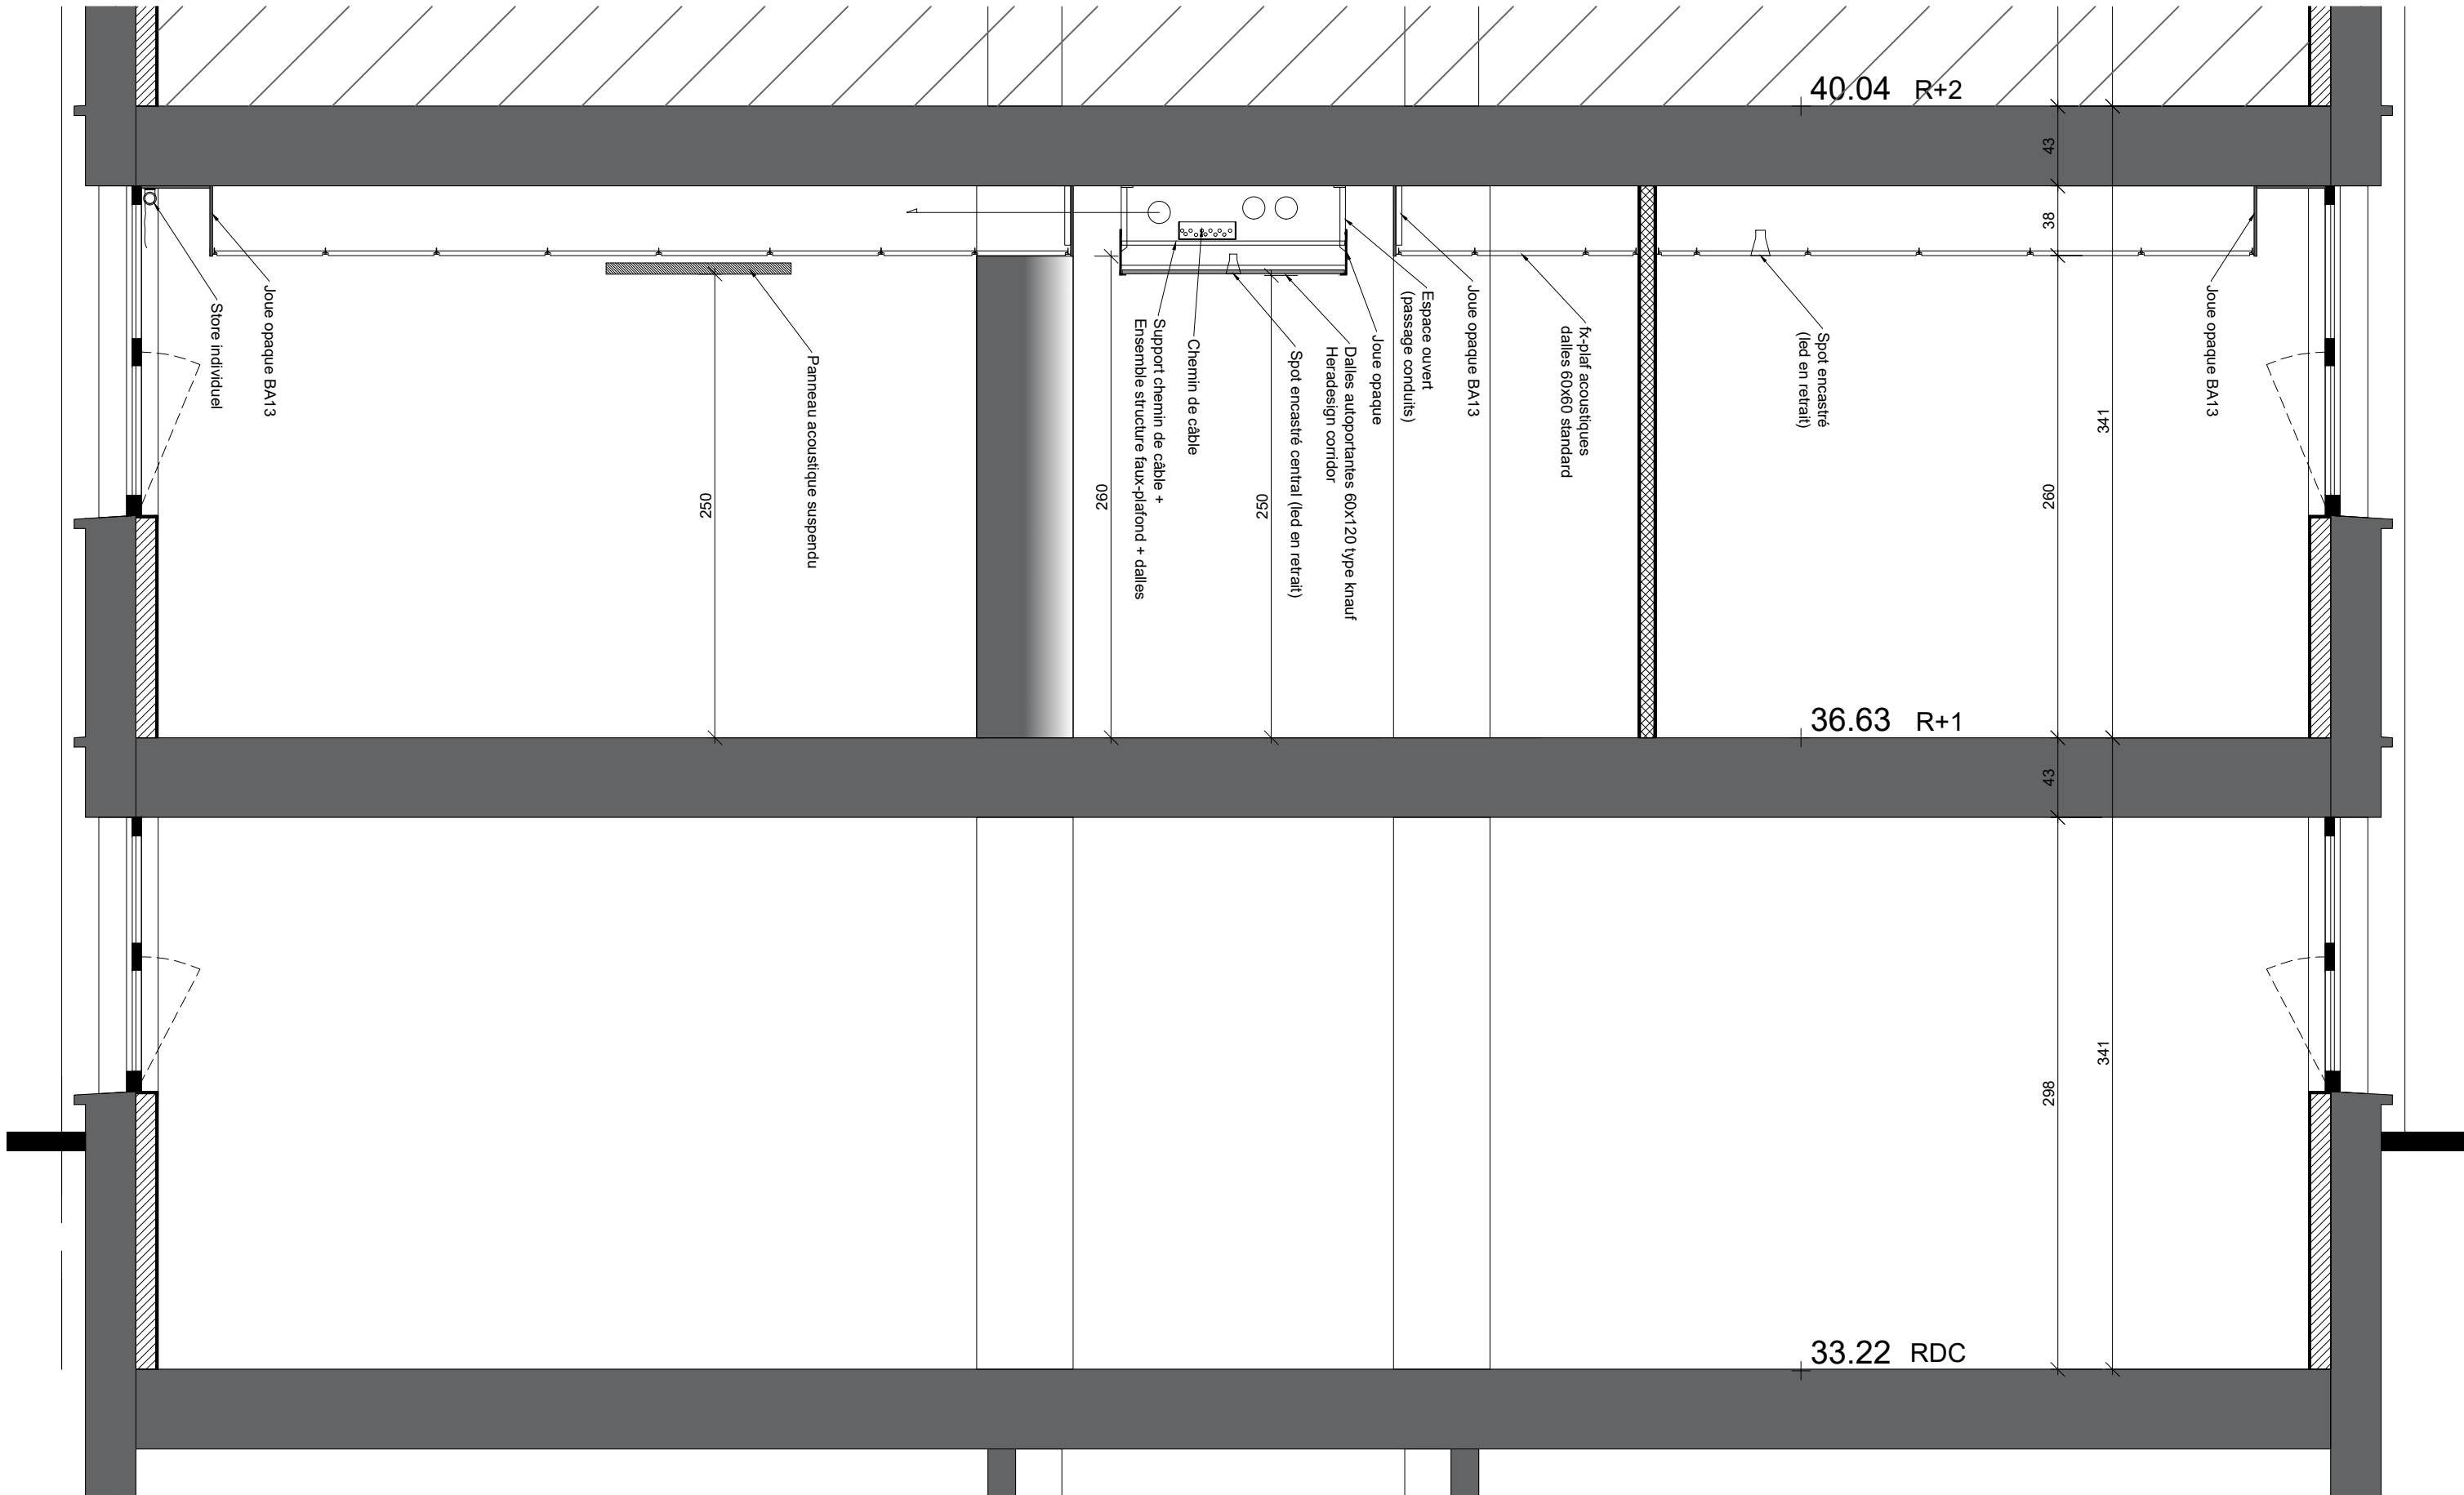 40.04 R+2
43
38
341
260
Store individuel
Joue opaque BA13
Panneau acoustique suspendu
250
260
Support chemin de câble +
Ensemble structure faux-plafond + dalles
Chemin de câble
250
Spot encastré central (led en retrait)
Dalles autoportantes 60x120 type knauf
Heradesign corridor
Joue opaque
Espace ouvert
(passage conduits)
Joue opaque BA13
fx-plaf acoustiques
dalles 60x60 standard
Spot encastré
(led en retrait)
Joue opaque BA13
36.63 R+1
43
341
298
33.22 RDC